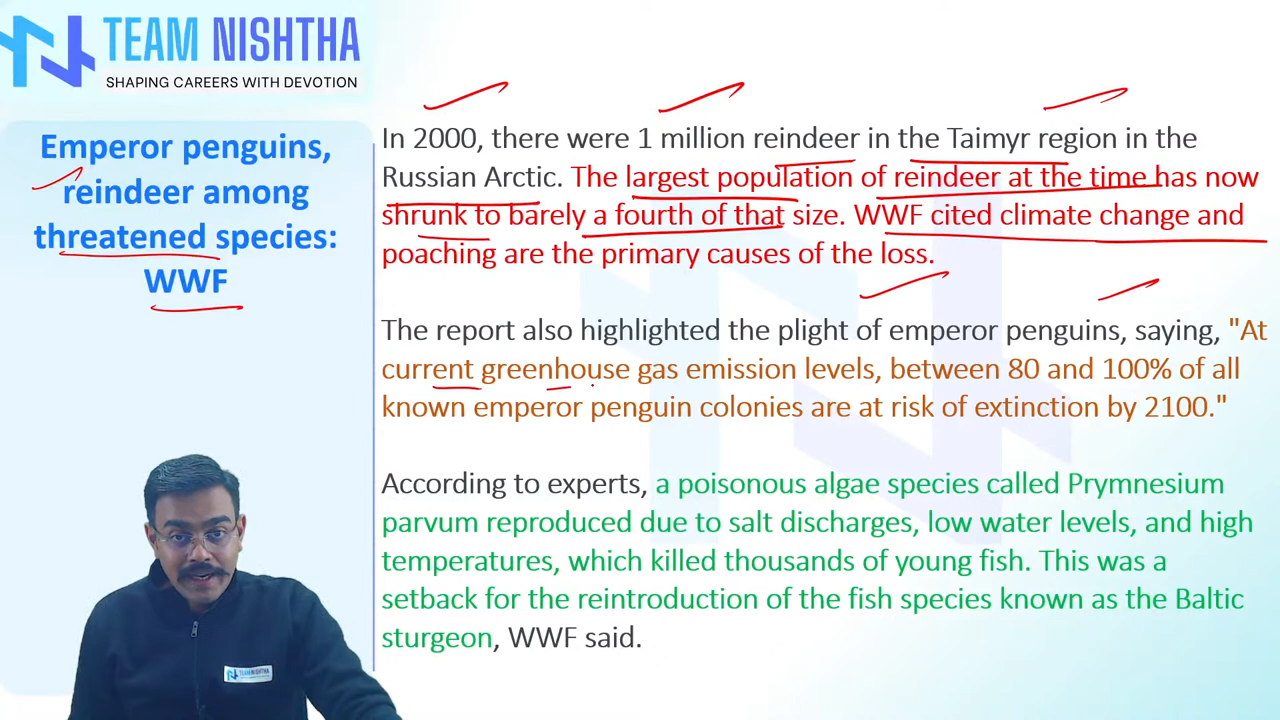 TEAM NISHTHA
SHAPING CAREERS WITH DEVOTION
Emperor penguins,
reindeer among
threatened species:
WWF
In 2000, there were 1 million reindeer in the Taimyr region in the
Russian Arctic. The largest population of reindeer at the time has now
shrunk to barely a fourth of that size. WWF cited climate change and
poaching are the primary causes of the loss.
The report also highlighted the plight of emperor penguins, saying, "At
current greenhouse gas emission levels, between 80 and 100% of all
known emperor penguin colonies are at risk of extinction by 2100."
According to experts, a poisonous algae species called Prymnesium
parvum reproduced due to salt discharges, low water levels, and high
temperatures, which killed thousands of young fish. This was a
setback for the reintroduction of the fish species known as the Baltic
sturgeon, WWF said.
TEAM NISHTHA